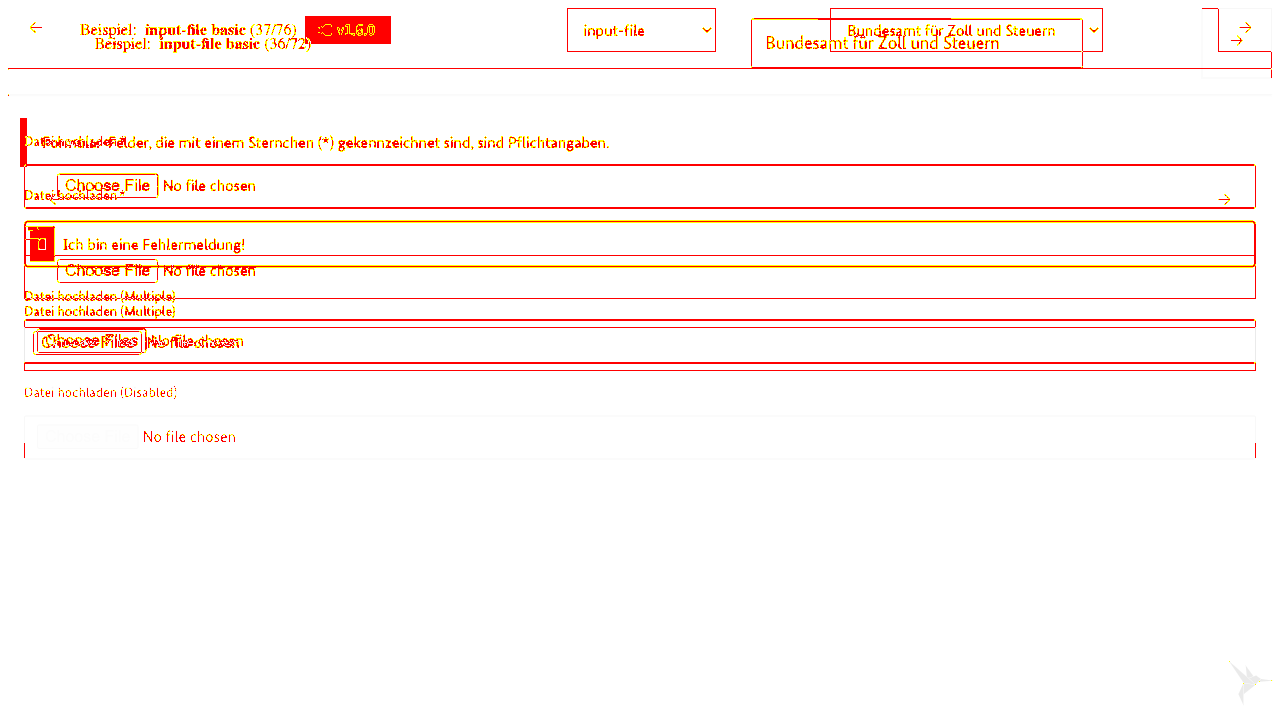 Beispiel: input-file basic (37/76) v1.6.0
input-file
Bundesamt für Zoll und Steuern
Beispiel: input-file basic (36/72)
Bundesamt für Zoll und Steuern
Datei hochladen *
Felder, die mit einem Sternchen (*) gekennzeichnet sind, sind Pflichtangaben.
Choose File No file chosen
Datei hochladen *
Ich bin eine Fehlermeldung!
Choose File No file chosen
Datei hochladen (Multiple)
Datei hochladen (Multiple)
Choose Files No file chosen
Choose Files No file chosen
Datei hochladen (Disabled)
No file chosen